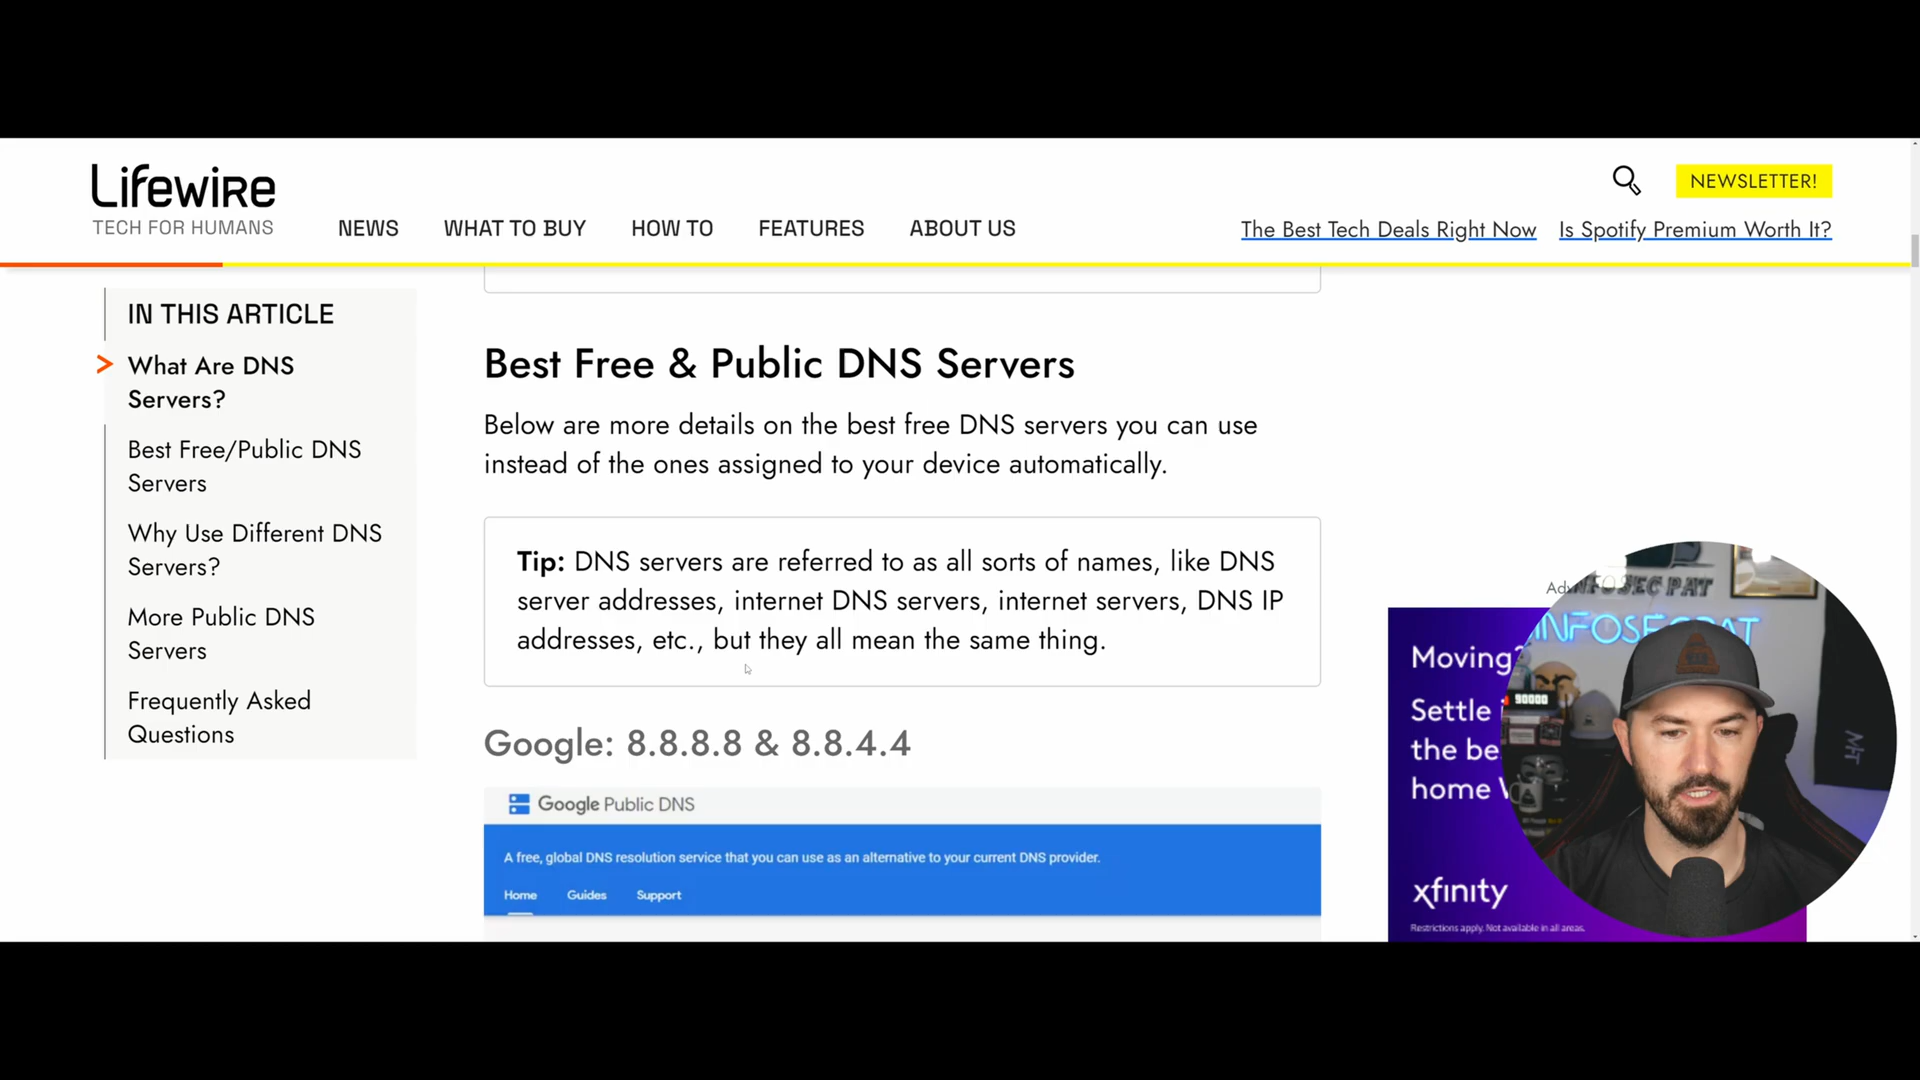 Lifewire
TECH FOR HUMANS
NEWS
WHAT TO BUY
HOW TO
FEATURES
ABOUT US
NEWSLETTER!
The Best Tech Deals Right Now
Is Spotify Premium Worth It?
IN THIS ARTICLE
> What Are DNS
Servers?
Best Free/Public DNS
Servers
Why Use Different DNS
Servers?
More Public DNS
Servers
Frequently Asked
Questions
Best Free & Public DNS Servers
Below are more details on the best free DNS servers you can use
instead of the ones assigned to your device automatically.
Tip: DNS servers are referred to as all sorts of names, like DNS
server addresses, internet DNS servers, internet servers, DNS IP
addresses, etc., but they all mean the same thing.
Google: 8.8.8.8 & 8.8.4.4
Google Public DNS
A free, global DNS resolution service that you can use as an alternative to your current DNS provider.
Home
Guides
Support
Moving?
Settle
the be
home
xfinity
Restrictions apply. Not available in all areas.
INFOSEC PAT
INFOSECPAT